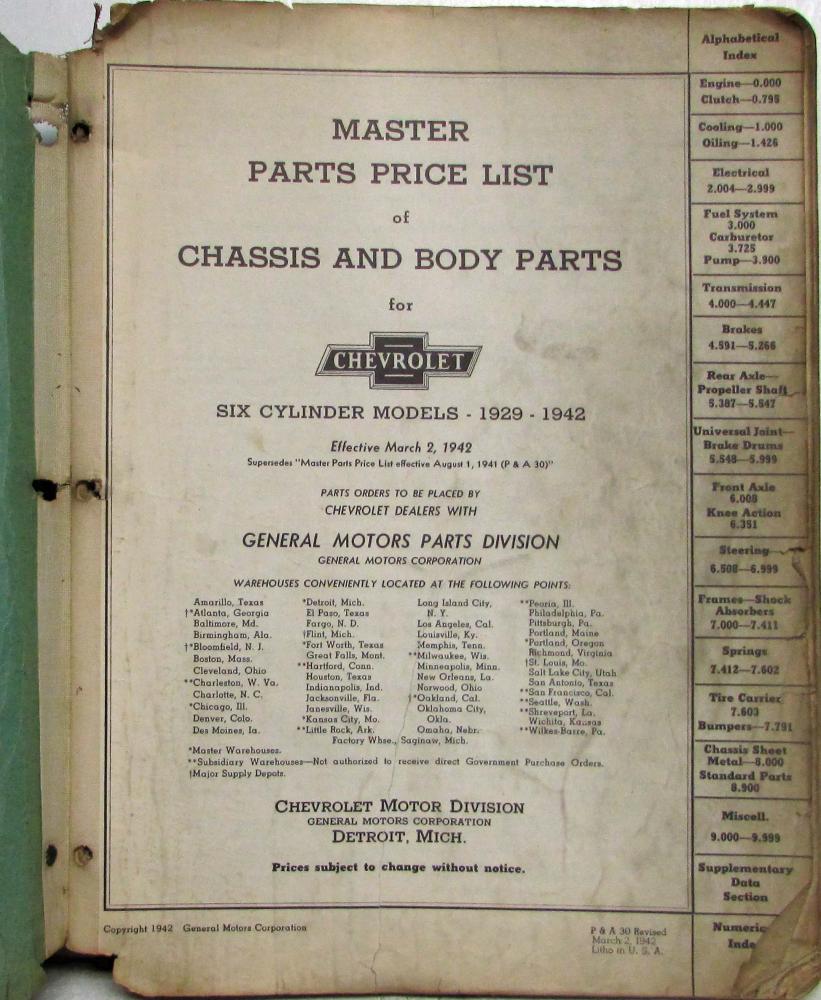 MASTER
PARTS PRICE LIST
of
CHASSIS AND BODY PARTS
for
CHEVROLET
SIX CYLINDER MODELS - 1929 - 1942
Effective March 2, 1942
Supersedes "Master Parts Price List effective August 1, 1941 (P & A 30)"
PARTS ORDERS TO BE PLACED BY
CHEVROLET DEALERS WITH
GENERAL MOTORS PARTS DIVISION
GENERAL MOTORS CORPORATION
WAREHOUSES CONVENIENTLY LOCATED AT THE FOLLOWING POINTS:
Amarillo, Texas
†*Atlanta, Georgia
Baltimore, Md.
Birmingham, Ala.
†*Bloomfield, N. J.
Boston, Mass.
Cleveland, Ohio
**Charleston, W. Va.
Charlotte, N. C.
*Chicago, Ill.
Denver, Colo.
Des Moines, Ia.
*Detroit, Mich.
El Paso, Texas
Fargo, N. D.
†Flint, Mich.
*Fort Worth, Texas
Great Falls, Mont.
**Hartford, Conn.
Houston, Texas
Indianapolis, Ind.
Jacksonville, Fla.
Janesville, Wis.
*Kansas City, Mo.
**Little Rock, Ark.
Long Island City,
N. Y.
Los Angeles, Cal.
Louisville, Ky.
Memphis, Tenn.
**Milwaukee, Wis.
Minneapolis, Minn.
New Orleans, La.
Norwood, Ohio
†*Oakland, Cal.
Oklahoma City,
Okla.
Omaha, Nebr.
**Peoria, Ill.
Philadelphia, Pa.
Pittsburgh, Pa.
Portland, Maine
*Portland, Oregon
Richmond, Virginia
†St. Louis, Mo.
Salt Lake City, Utah
San Antonio, Texas
**San Francisco, Cal.
**Seattle, Wash.
**Shreveport, La.
Wichita, Kansas
**Wilkes-Barre, Pa.
Factory Whse., Saginaw, Mich.
*Master Warehouses.
**Subsidiary Warehouses—Not authorized to receive direct Government Purchase Orders.
†Major Supply Depots.
CHEVROLET MOTOR DIVISION
GENERAL MOTORS CORPORATION
DETROIT, MICH.
Prices subject to change without notice.
Copyright 1942 General Motors Corporation
P & A 30 Revised
March 2, 1942
Litho in U. S. A.
Alphabetical
Index
Engine—0.000
Clutch—0.798
Cooling—1.000
Oiling—1.426
Electrical
2.004—2.999
Fuel System
3.000
Carburetor
3.725
Pump—3.900
Transmission
4.000—4.447
Brakes
4.591—5.266
Rear Axle—
Propeller Shaft
5.387—5.547
Universal Joint—
Brake Drums
5.548—5.999
Front Axle
6.008
Knee Action
6.351
Steering
6.508—6.999
Frames—Shock
Absorbers
7.000—7.411
Springs
7.412—7.602
Tire Carrier
7.603
Bumpers—7.791
Chassis Sheet
Metal—8.000
Standard Parts
8.900
Miscell.
9.000—9.999
Supplementary
Data
Section
Numeric
Inde